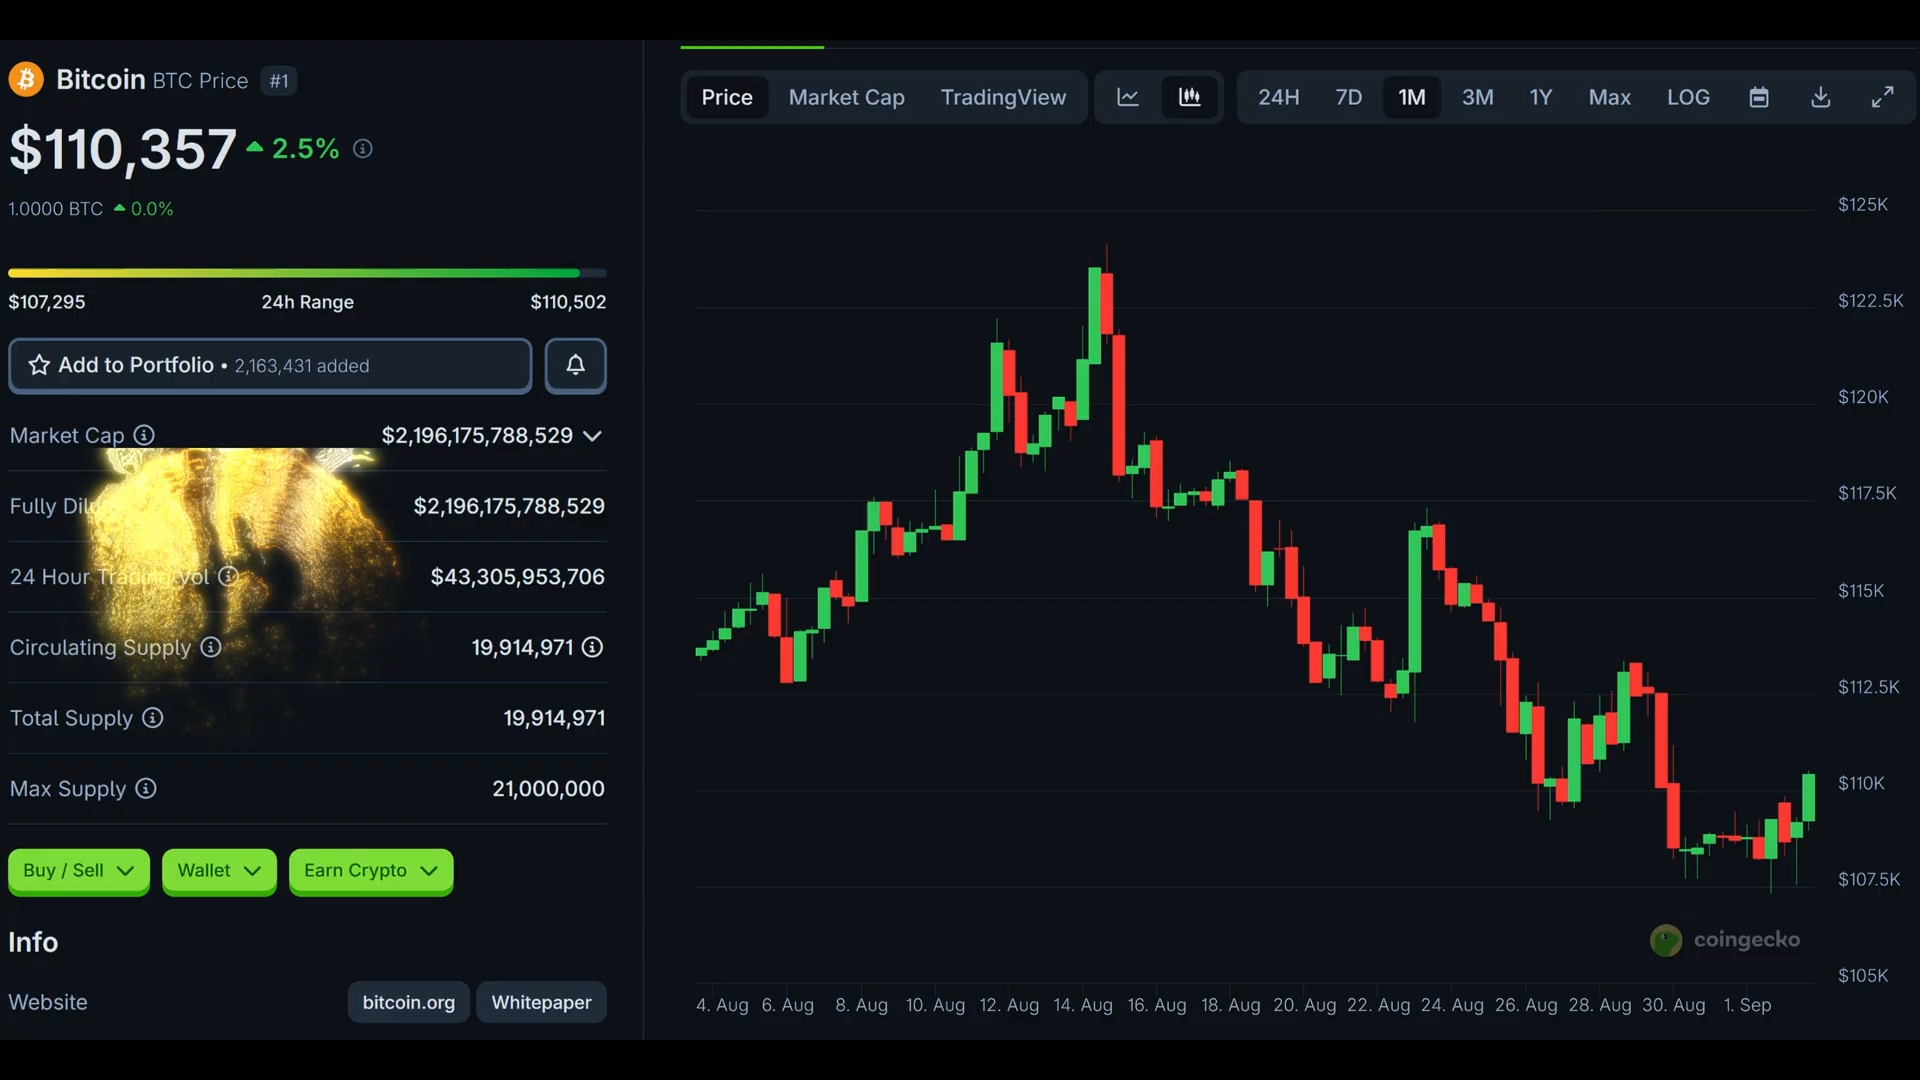 Bitcoin BTC Price #1
$110,357 2.5%
1.0000 BTC 0.0%
$107,295 24h Range $110,502
Add to Portfolio • 2,163,431 added
Market Cap $2,196,175,788,529
Fully $2,196,175,788,529
24 Hour Trading Vol $43,305,953,706
Circulating Supply 19,914,971
Total Supply 19,914,971
Max Supply 21,000,000
Buy / Sell Wallet Earn Crypto
Info
Website bitcoin.org Whitepaper
Price Market Cap TradingView 24H 7D 1M 3M 1Y Max LOG
$125K
$122.5K
$120K
$117.5K
$115K
$112.5K
$110K
$107.5K
$105K
coingecko
4. Aug 6. Aug 8. Aug 10. Aug 12. Aug 14. Aug 16. Aug 18. Aug 20. Aug 22. Aug 24. Aug 26. Aug 28. Aug 30. Aug 1. Sep